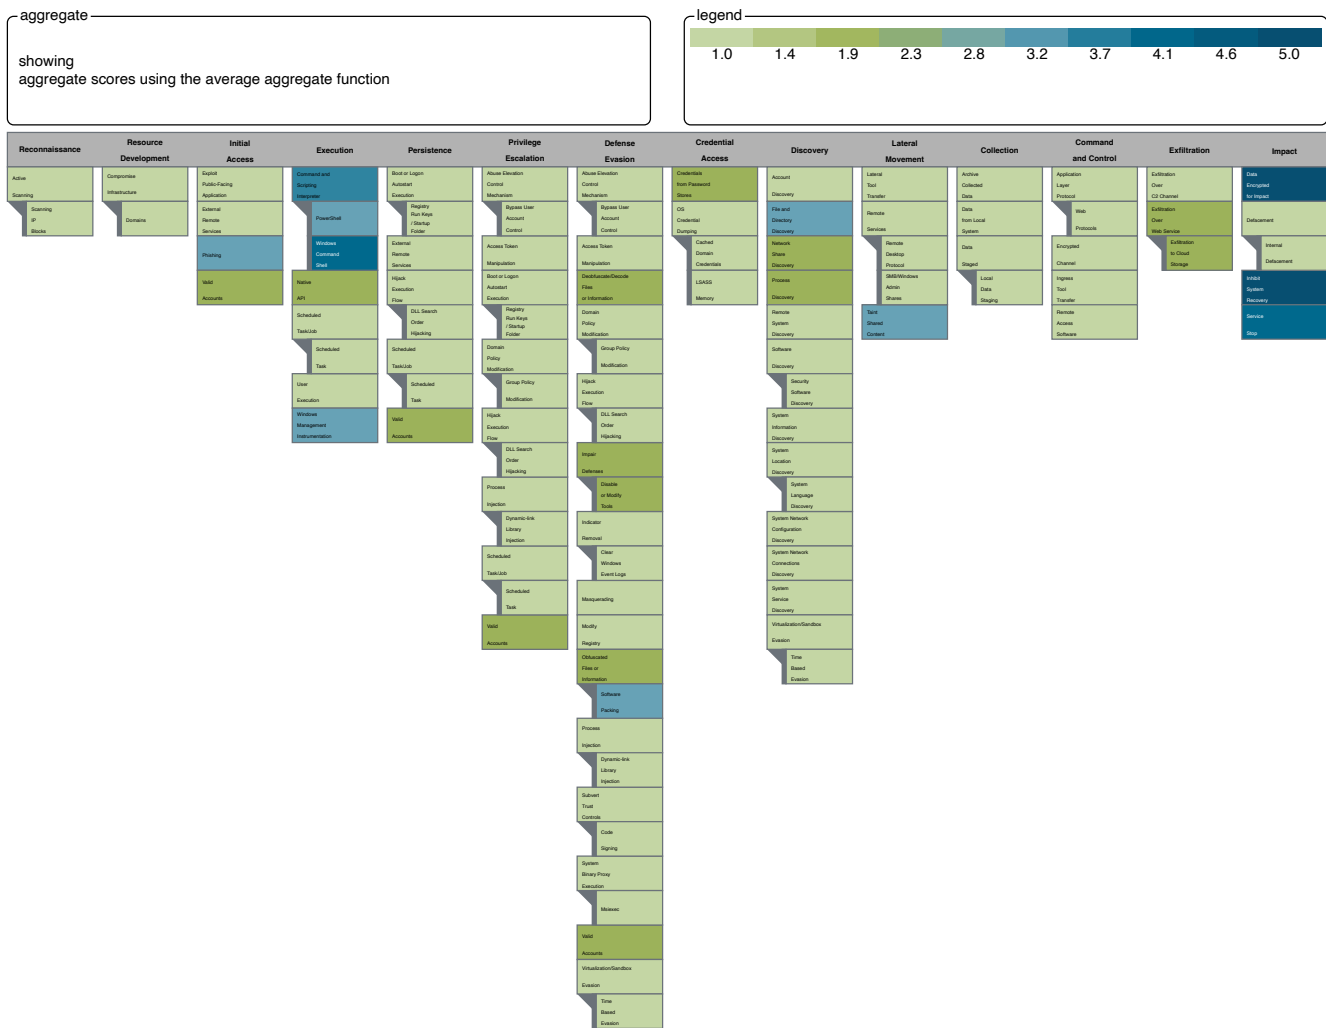 aggregate
showing
aggregate scores using the average aggregate function
legend
1.0 1.4 1.9 2.3 2.8 3.2 3.7 4.1 4.6 5.0
Reconnaissance
Active
Scanning
Scanning
IP
Blocks
Resource
Development
Compromise
Infrastructure
Domains
Initial
Access
Exploit
Public-Facing
Application
External
Remote
Services
Phishing
Valid
Accounts
Execution
Command and
Scripting
Interpreter
PowerShell
Windows
Command
Shell
Native
API
Scheduled
Task/Job
Scheduled
Task
User
Execution
Windows
Management
Instrumentation
Persistence
Boot or Logon
Autostart
Execution
Registry
Run Keys
/ Startup
Folder
External
Remote
Services
Hijack
Execution
Flow
DLL Search
Order
Hijacking
Scheduled
Task/Job
Scheduled
Task
Valid
Accounts
Privilege
Escalation
Abuse Elevation
Control
Mechanism
Bypass User
Account
Control
Access Token
Manipulation
Boot or Logon
Autostart
Execution
Registry
Run Keys
/ Startup
Folder
Domain
Policy
Modification
Group Policy
Modification
Hijack
Execution
Flow
DLL Search
Order
Hijacking
Process
Injection
Dynamic-link
Library
Injection
Scheduled
Task/Job
Scheduled
Task
Valid
Accounts
Defense
Evasion
Abuse Elevation
Control
Mechanism
Bypass User
Account
Control
Access Token
Manipulation
Deobfuscate/Decode
Files
or Information
Domain
Policy
Modification
Group Policy
Modification
Hijack
Execution
Flow
DLL Search
Order
Hijacking
Impair
Defenses
Disable
or Modify
Tools
Indicator
Removal
Clear
Windows
Event Logs
Masquerading
Modify
Registry
Obfuscated
Files or
Information
Software
Packing
Process
Injection
Dynamic-link
Library
Injection
Subvert
Trust
Controls
Code
Signing
System
Binary Proxy
Execution
Msiexec
Valid
Accounts
Virtualization/Sandbox
Evasion
Time
Based
Evasion
Credential
Access
Credentials
from Password
Stores
OS
Credential
Dumping
Cached
Domain
Credentials
LSASS
Memory
Discovery
Account
Discovery
File and
Directory
Discovery
Network
Share
Discovery
Process
Discovery
Remote
System
Discovery
Software
Discovery
Security
Software
Discovery
System
Information
Discovery
System
Location
Discovery
System
Language
Discovery
System Network
Configuration
Discovery
System Network
Connections
Discovery
System
Service
Discovery
Virtualization/Sandbox
Evasion
Time
Based
Evasion
Lateral
Movement
Lateral
Tool
Transfer
Remote
Services
Remote
Desktop
Protocol
SMB/Windows
Admin
Shares
Taint
Shared
Content
Collection
Archive
Collected
Data
Data
from Local
System
Data
Staged
Local
Data
Staging
Command
and Control
Application
Layer
Protocol
Web
Protocols
Encrypted
Channel
Ingress
Tool
Transfer
Remote
Access
Software
Exfiltration
Exfiltration
Over
C2 Channel
Exfiltration
Over
Web Service
Exfiltration
to Cloud
Storage
Impact
Data
Encrypted
for Impact
Defacement
Internal
Defacement
Inhibit
System
Recovery
Service
Stop